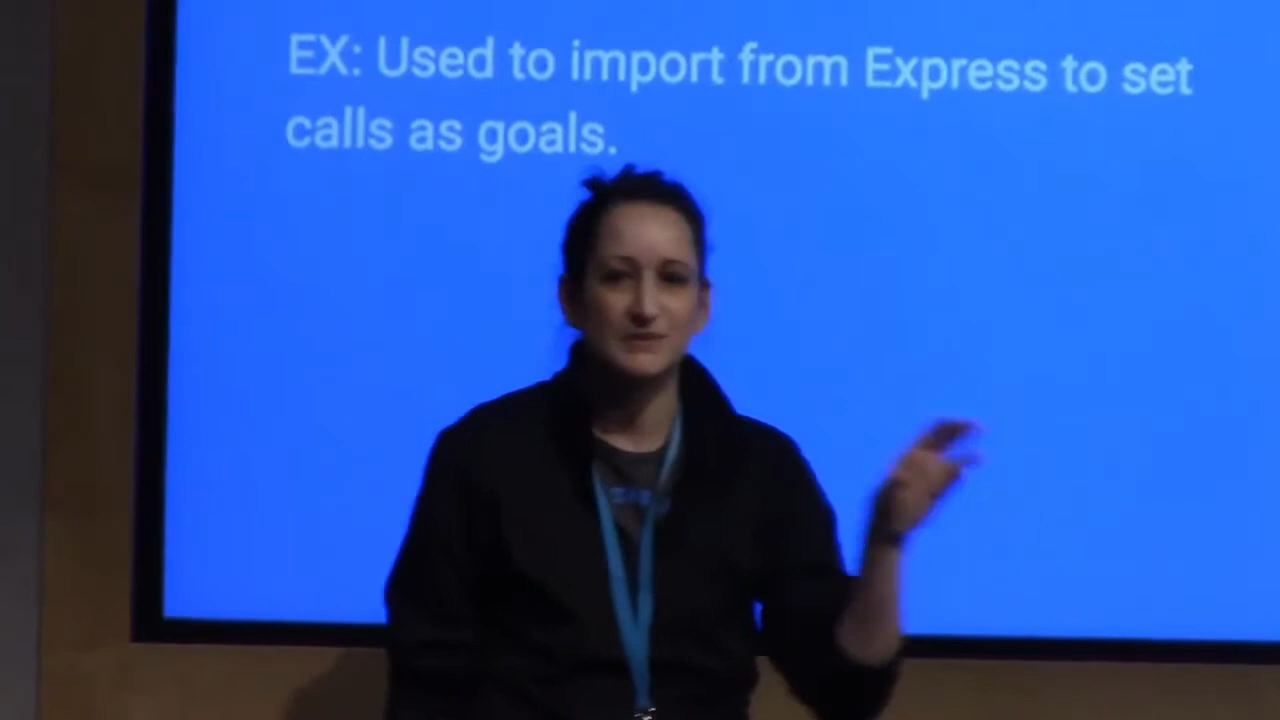 EX: Used to import from Express to set
calls as goals.